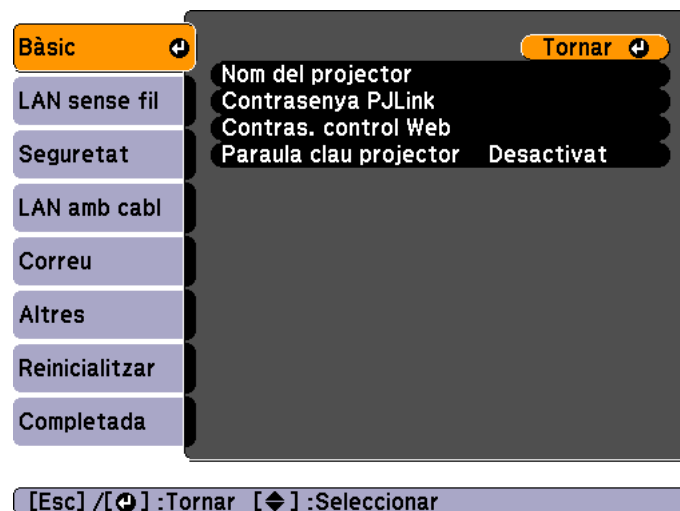 Bàsic
Tornar
Nom del projector
LAN sense fil
Contrasenya PJLink
Contras. control Web
Seguretat
Paraula clau projector Desactivat
LAN amb cabl
Correu
Altres
Reinicialitzar
Completada
[Esc] /[⏎] :Tornar [◆] :Seleccionar